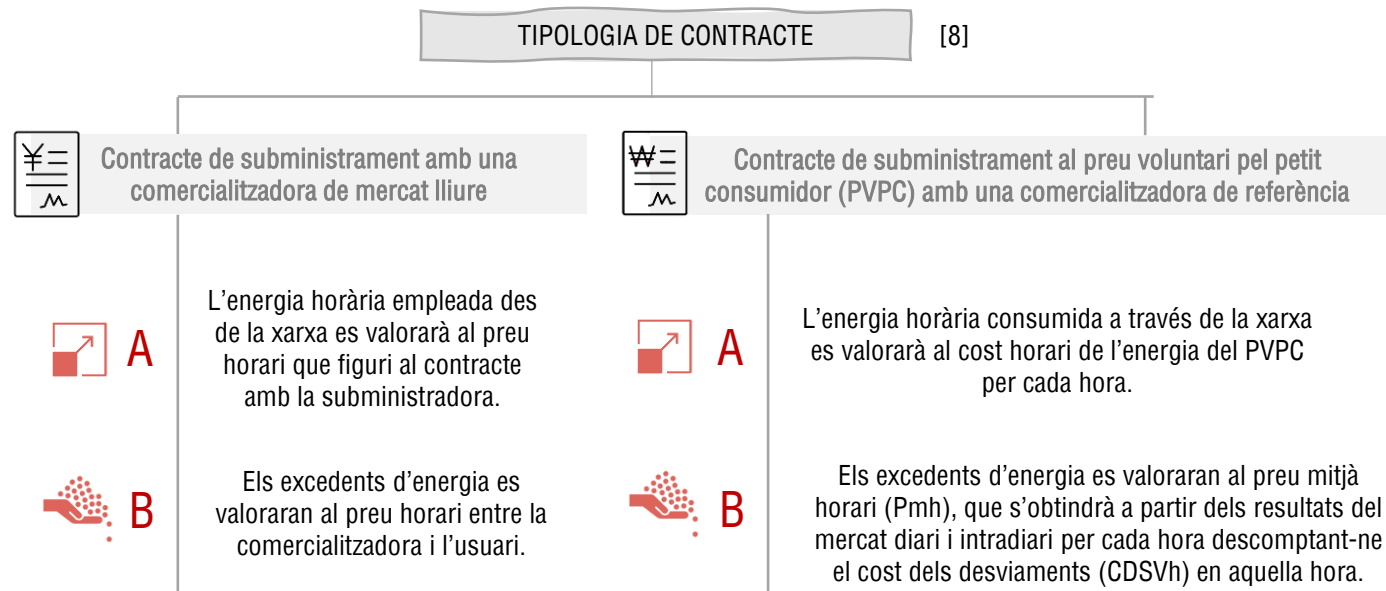 TIPOLOGIA DE CONTRACTE
[8]
Contracte de subministrament amb una
comercialitzadora de mercat lliure
Contracte de subministrament al preu voluntari pel petit
consumidor (PVPC) amb una comercialitzadora de referència
A
L’energia horària empleada des
de la xarxa es valorarà al preu
horari que figuri al contracte
amb la subministradora.
A
L’energia horària consumida a través de la xarxa
es valorarà al cost horari de l’energia del PVPC
per cada hora.
B
Els excedents d’energia es
valoraran al preu horari entre la
comercialitzadora i l’usuari.
B
Els excedents d’energia es valoraran al preu mitjà
horari (Pmh), que s’obtindrà a partir dels resultats del
mercat diari i intradiari per cada hora descomptant-ne
el cost dels desviaments (CDSVh) en aquella hora.